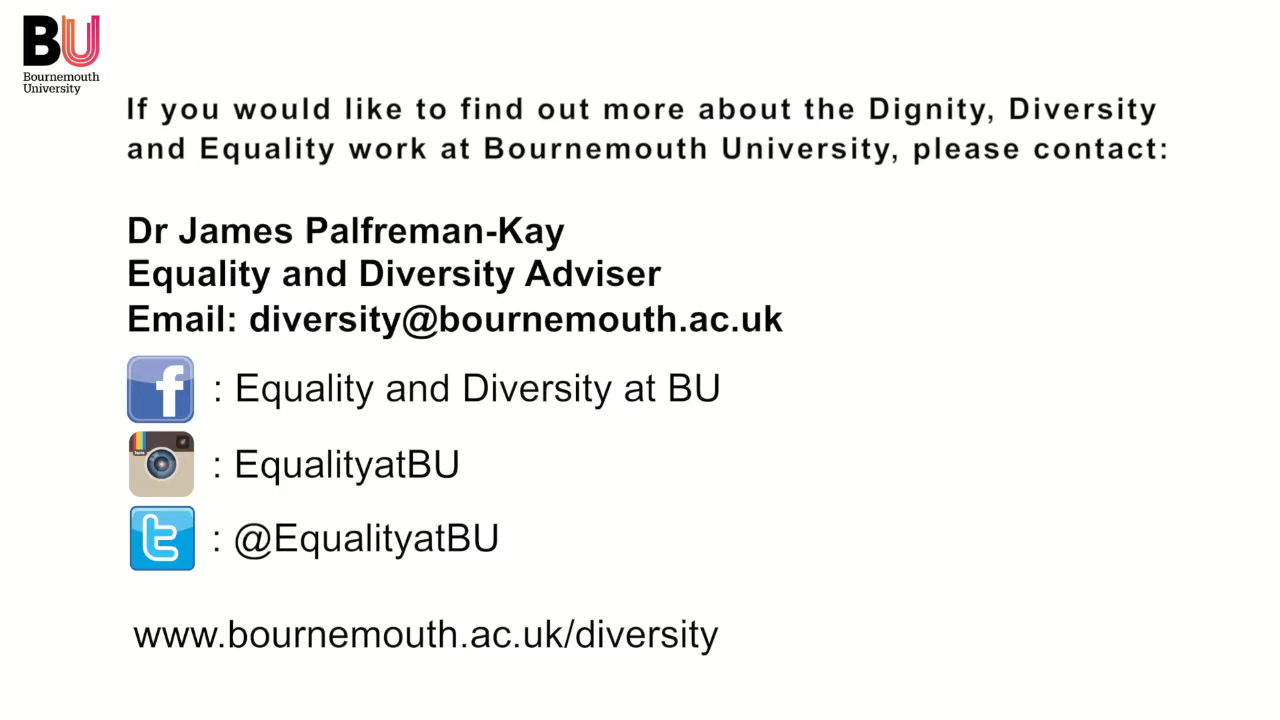 BU
Bournemouth
University
If you would like to find out more about the Dignity, Diversity
and Equality work at Bournemouth University, please contact:
Dr James Palfreman-Kay
Equality and Diversity Adviser
Email: diversity@bournemouth.ac.uk
: Equality and Diversity at BU
: EqualityatBU
: @EqualityatBU
www.bournemouth.ac.uk/diversity